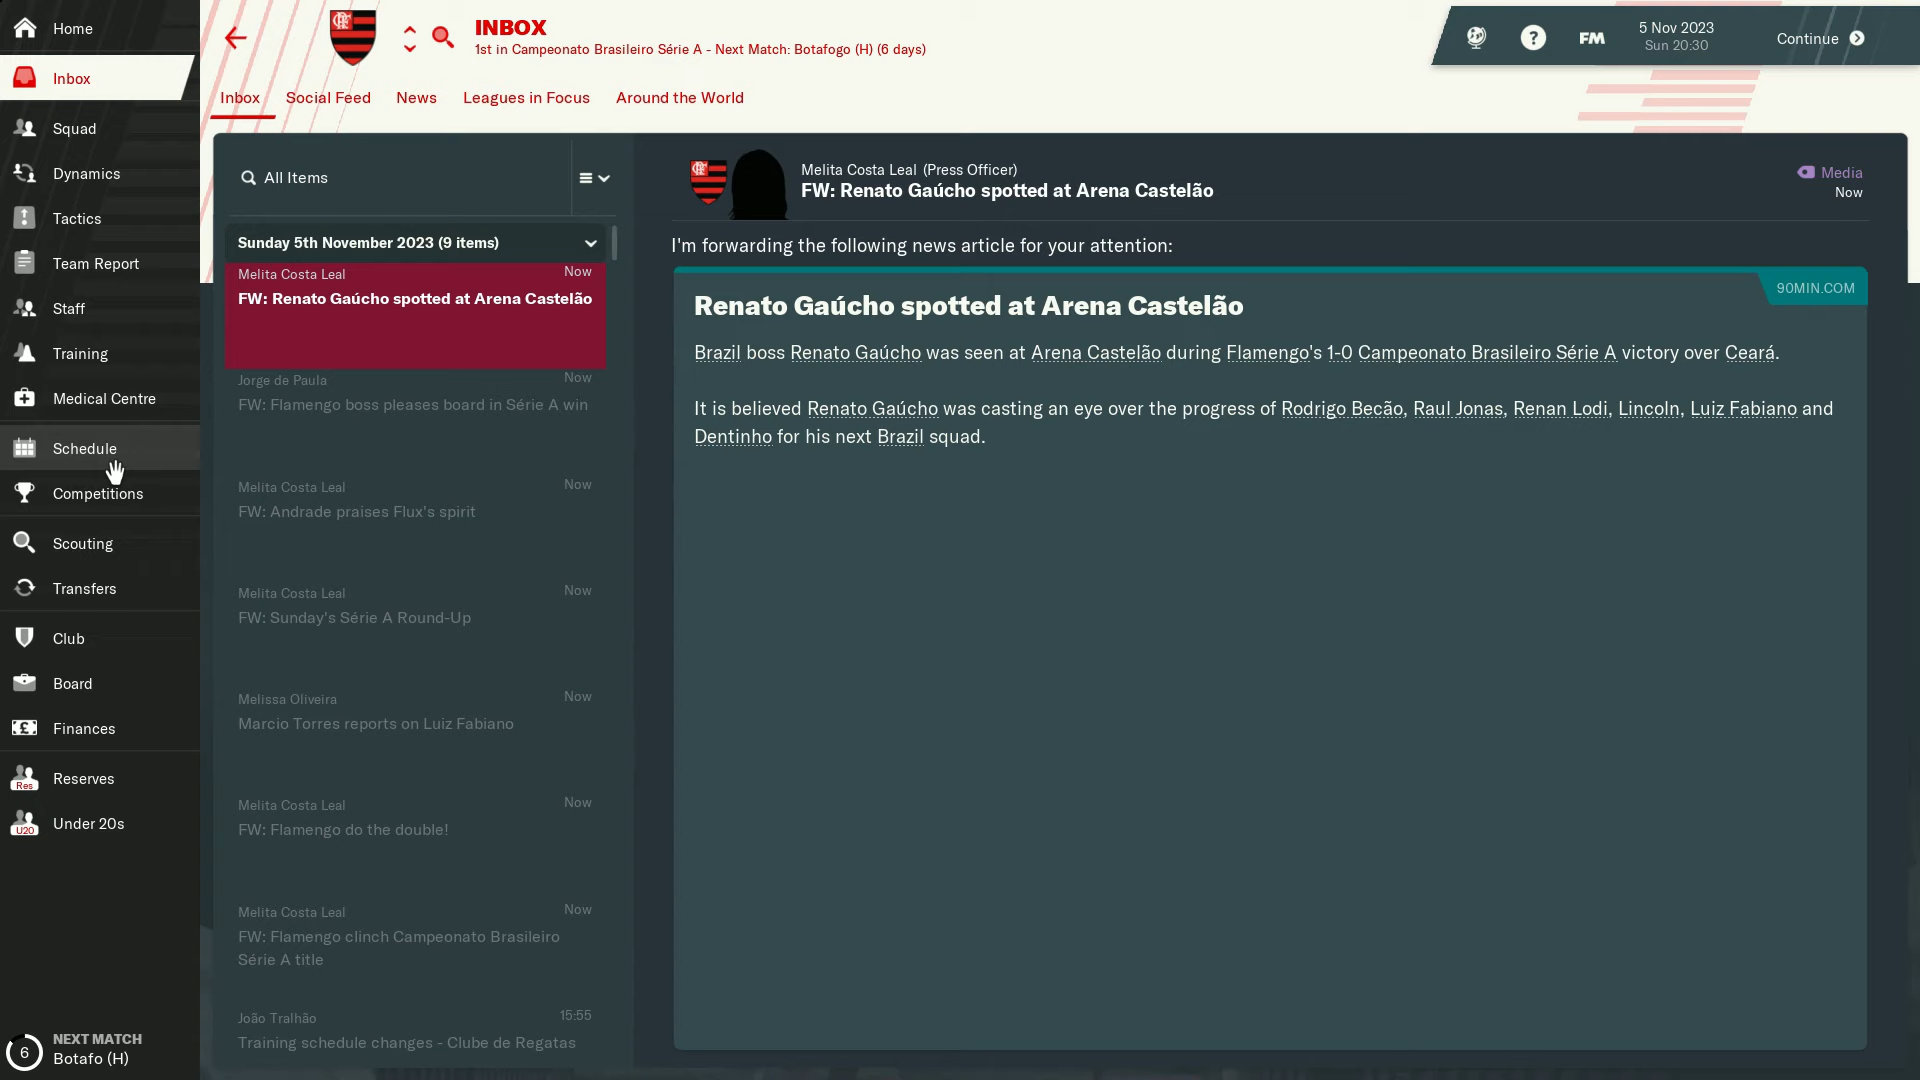 Home
Inbox
Squad
Dynamics
Tactics
Team Report
Staff
Training
Medical Centre
Schedule
Competitions
Scouting
Transfers
Club
Board
Finances
Res
Reserves
U20
Under 20s
6
NEXT MATCH
Botafo (H)
INBOX
1st in Campeonato Brasileiro Série A - Next Match: Botafogo (H) (6 days)
?
FM
5 Nov 2023
Sun 20:30
Continue
Inbox
Social Feed
News
Leagues in Focus
Around the World
All Items
Sunday 5th November 2023 (9 items)
Melita Costa Leal
Now
FW: Renato Gaúcho spotted at Arena Castelão
Jorge de Paula
Now
FW: Flamengo boss pleases board in Série A win
Melita Costa Leal
Now
FW: Andrade praises Flux's spirit
Melita Costa Leal
Now
FW: Sunday's Série A Round-Up
Melissa Oliveira
Now
Marcio Torres reports on Luiz Fabiano
Melita Costa Leal
Now
FW: Flamengo do the double!
Melita Costa Leal
Now
FW: Flamengo clinch Campeonato Brasileiro
Série A title
João Tralhão
15:55
Training schedule changes - Clube de Regatas
Melita Costa Leal (Press Officer)
FW: Renato Gaúcho spotted at Arena Castelão
Media
Now
I'm forwarding the following news article for your attention:
90MIN.COM
Renato Gaúcho spotted at Arena Castelão
Brazil boss Renato Gaúcho was seen at Arena Castelão during Flamengo's 1-0 Campeonato Brasileiro Série A victory over Ceará.
It is believed Renato Gaúcho was casting an eye over the progress of Rodrigo Becão, Raul Jonas, Renan Lodi, Lincoln, Luiz Fabiano and
Dentinho for his next Brazil squad.